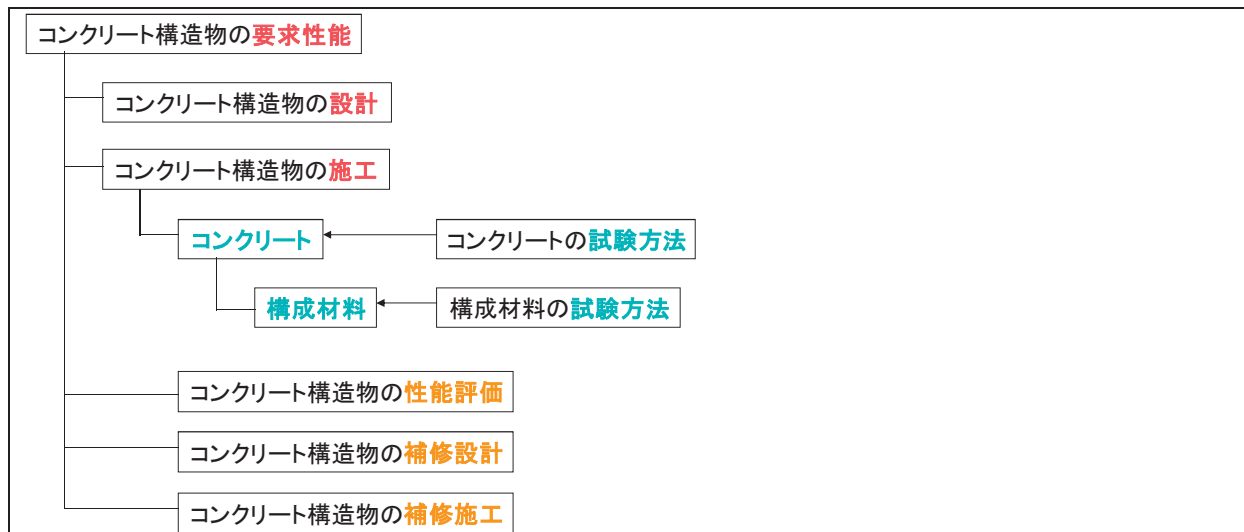 コンクリート構造物の要求性能
コンクリート構造物の設計
コンクリート構造物の施工
コンクリート
コンクリートの試験方法
構成材料
構成材料の試験方法
コンクリート構造物の性能評価
コンクリート構造物の補修設計
コンクリート構造物の補修施工